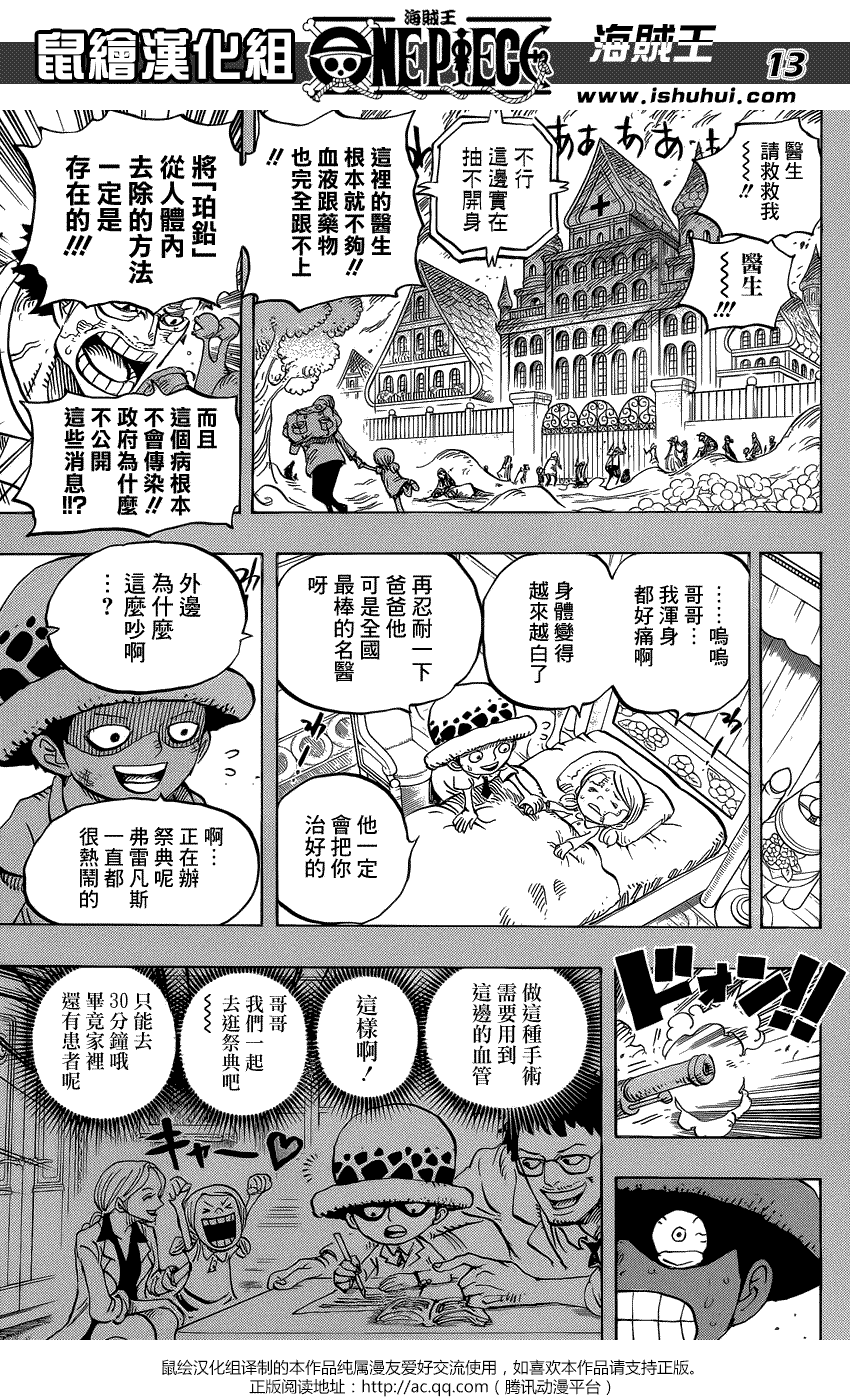 鼠繪漢化組
海賊王
ONE PIECE
海賊王
13
www.ishuhui.com
醫生
請救救我
~~~!!
醫生
~~~!!!
ああああ
不行
這邊實在
抽不開身
這裡的醫生
根本就不夠!!
血液跟藥物
也完全跟不上
!!
將「珀鉛」
從人體內
去除的方法
一定是
存在的!!!
而且
這個病根本
不會傳染!!
政府為什麼
不公開
這些消息!!?
……嗚嗚
哥哥…
我渾身
都好痛啊
身體變得
越來越白了
再忍耐一下
爸爸他
可是全國
最棒的名醫
呀
他一定
會把你
治好的
外邊
為什麼
這麼吵啊
…?
啊…
正在辦
祭典呢
弗雷凡斯
一直都
很熱鬧的
ドォン!!
做這種手術
需要用到
這邊的血管
這樣啊!
哥哥
我們一起
去逛祭典吧
~~~
只能去
30分鐘哦
畢竟家裡
還有患者呢
キャー♡
鼠绘汉化组译制的本作品纯属漫友爱好交流使用，如喜欢本作品请支持正版。
正版阅读地址：http://ac.qq.com（腾讯动漫平台）